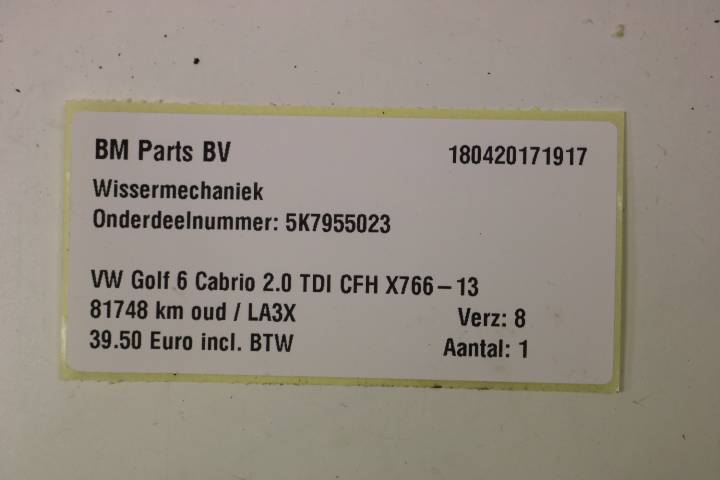 BM Parts BV 180420171917
Wissermechaniek
Onderdeelnummer: 5K7955023
VW Golf 6 Cabrio 2.0 TDI CFH X766-13
81748 km oud / LA3X Verz: 8
39.50 Euro incl. BTW Aantal: 1